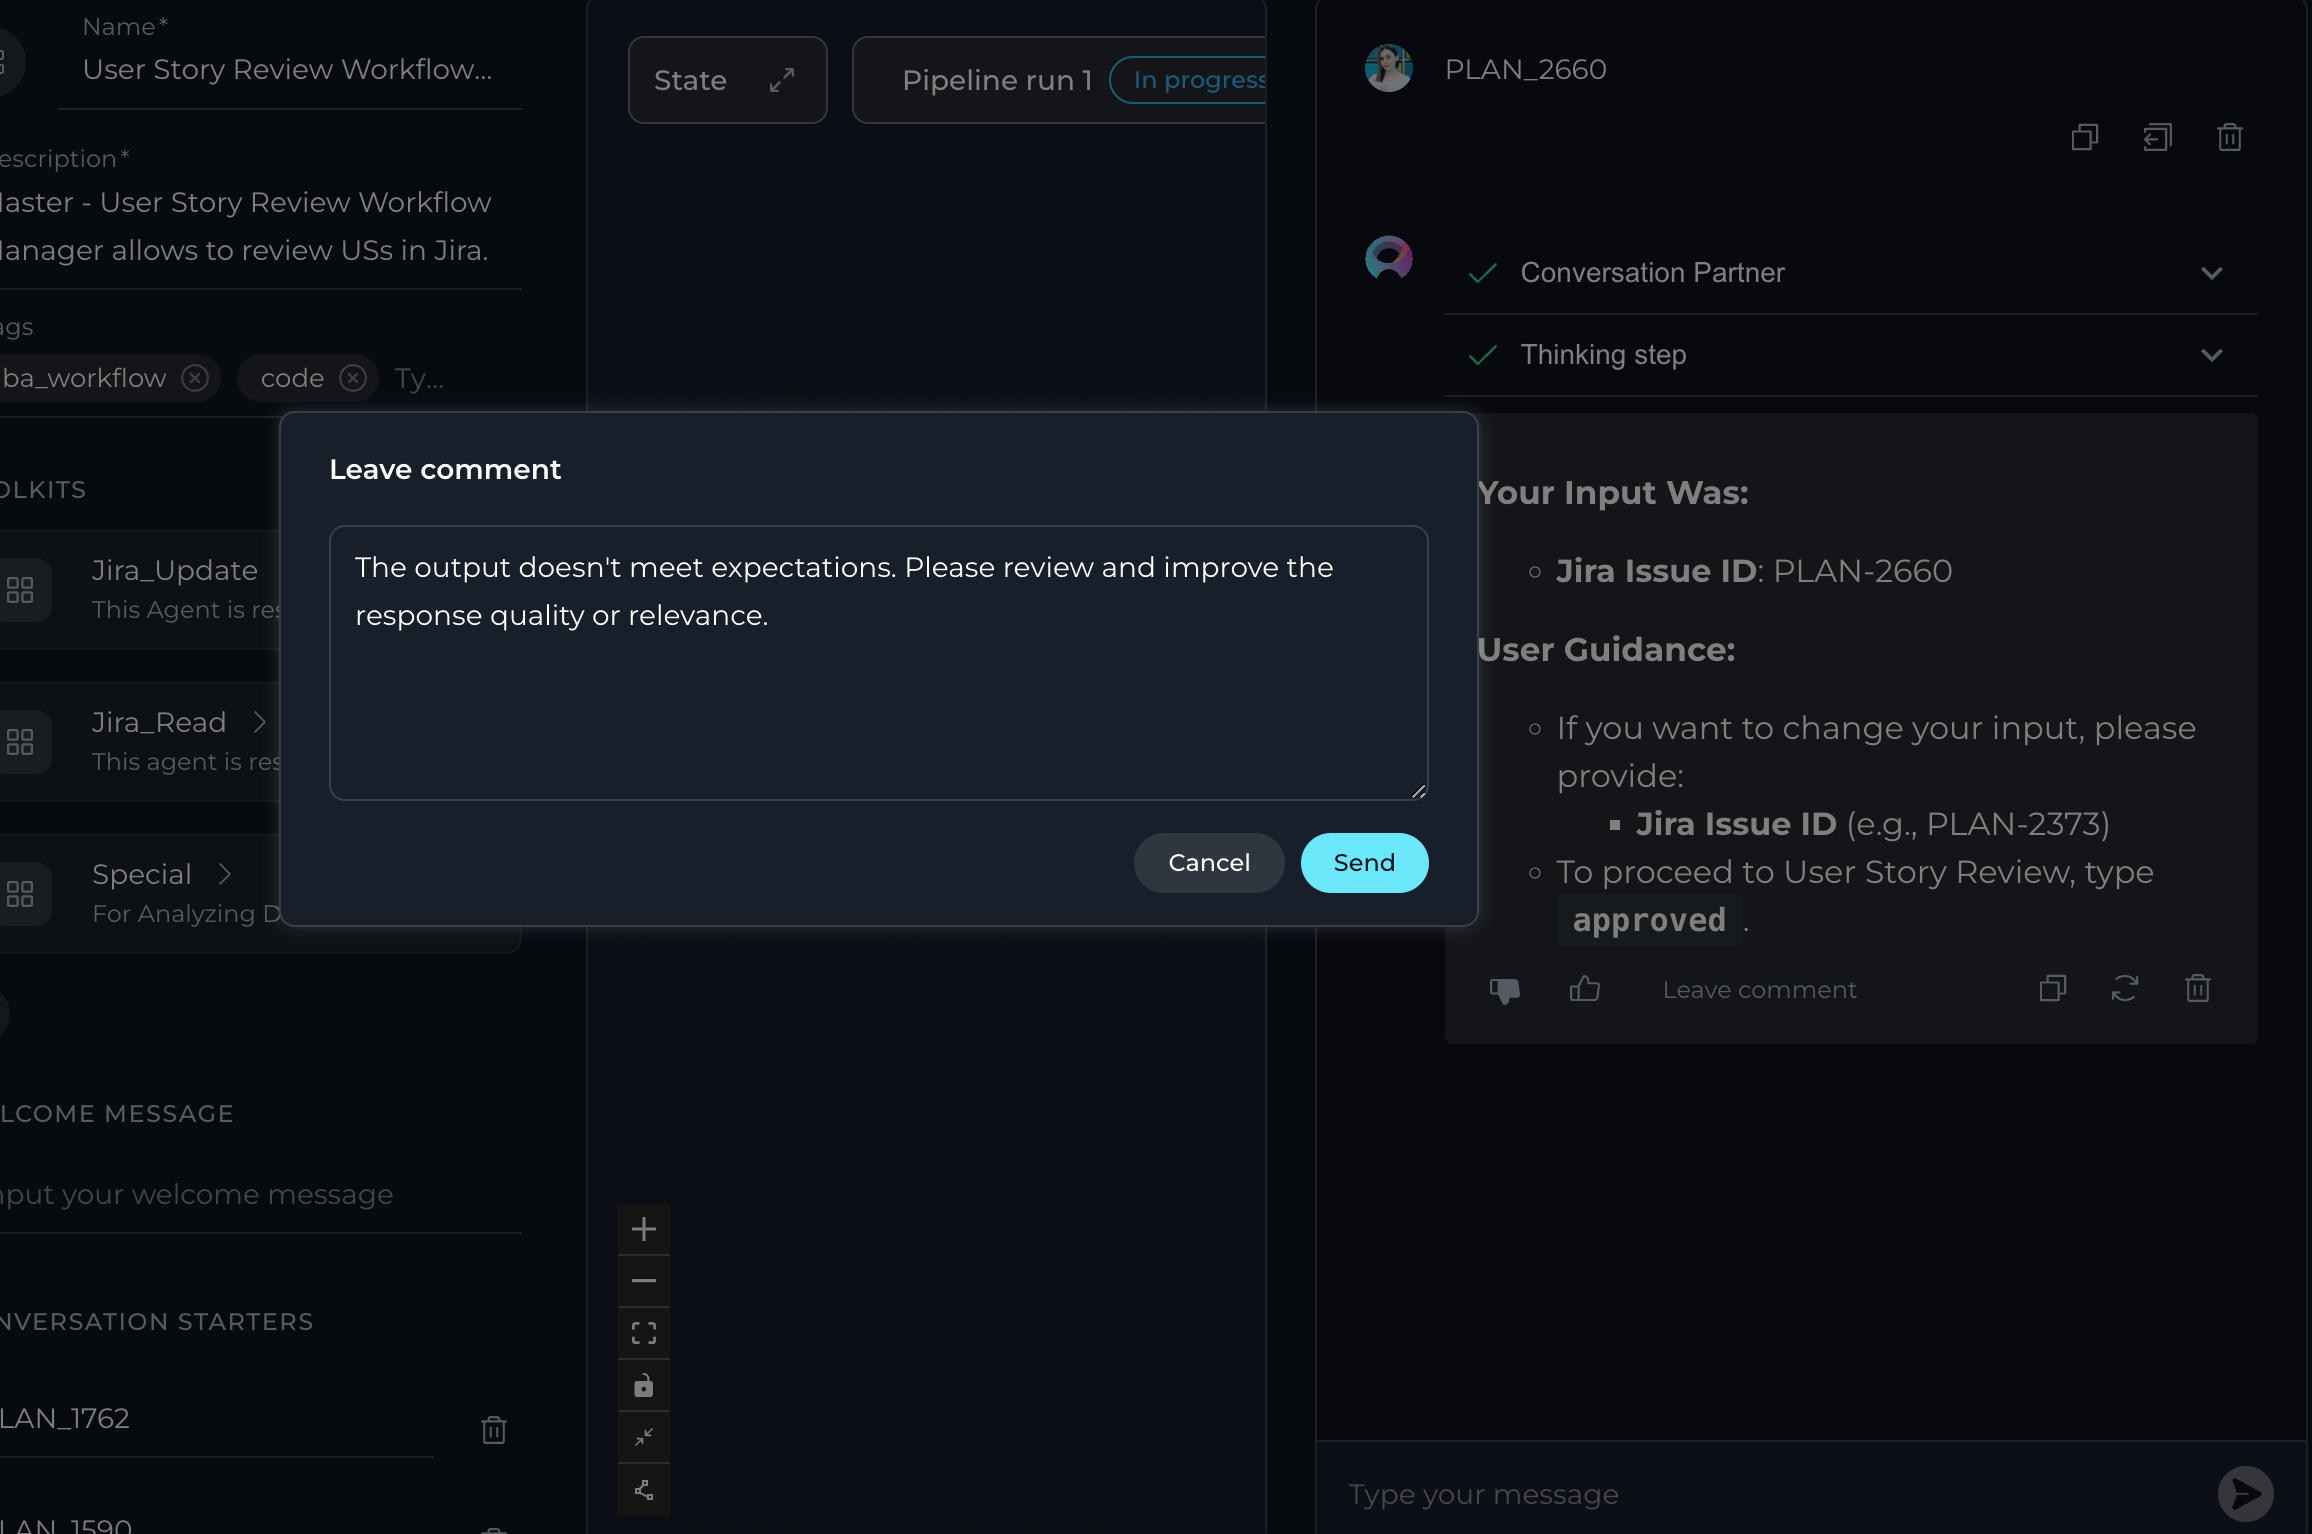 Name*
User Story Review Workflow...
escription*
aster - User Story Review Workflow
anager allows to review USs in Jira.
ags
ba_workflow
code
Ty...
OLKITS
Jira_Update
This Agent is res
Jira_Read
This agent is res
Special
For Analyzing D
LCOME MESSAGE
nput your welcome message
NVERSATION STARTERS
LAN_1762
LAN_1590
State
Pipeline run 1
In progress
Leave comment
The output doesn't meet expectations. Please review and improve the
response quality or relevance.
Cancel
Send
PLAN_2660
Conversation Partner
Thinking step
Your Input Was:
Jira Issue ID: PLAN-2660
User Guidance:
If you want to change your input, please
provide:
Jira Issue ID (e.g., PLAN-2373)
To proceed to User Story Review, type
approved.
Leave comment
Type your message